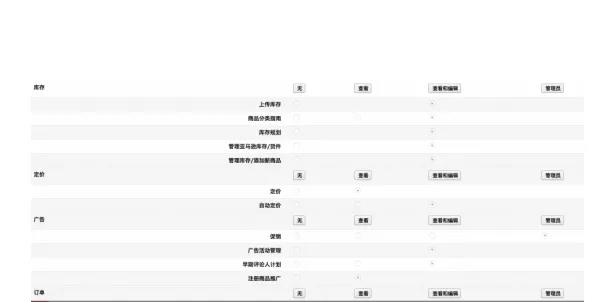 库存 无 查看 查看和编辑 管理员
上传库存
商品分类指南
库存规划
管理亚马逊库存/货件
管理库存/添加新商品
定价 无 查看 查看和编辑 管理员
定价
自动定价
广告 无 查看 查看和编辑 管理员
促销
广告活动管理
早期评论人计划
注册商品推广
订单 无 查看 查看和编辑 管理员